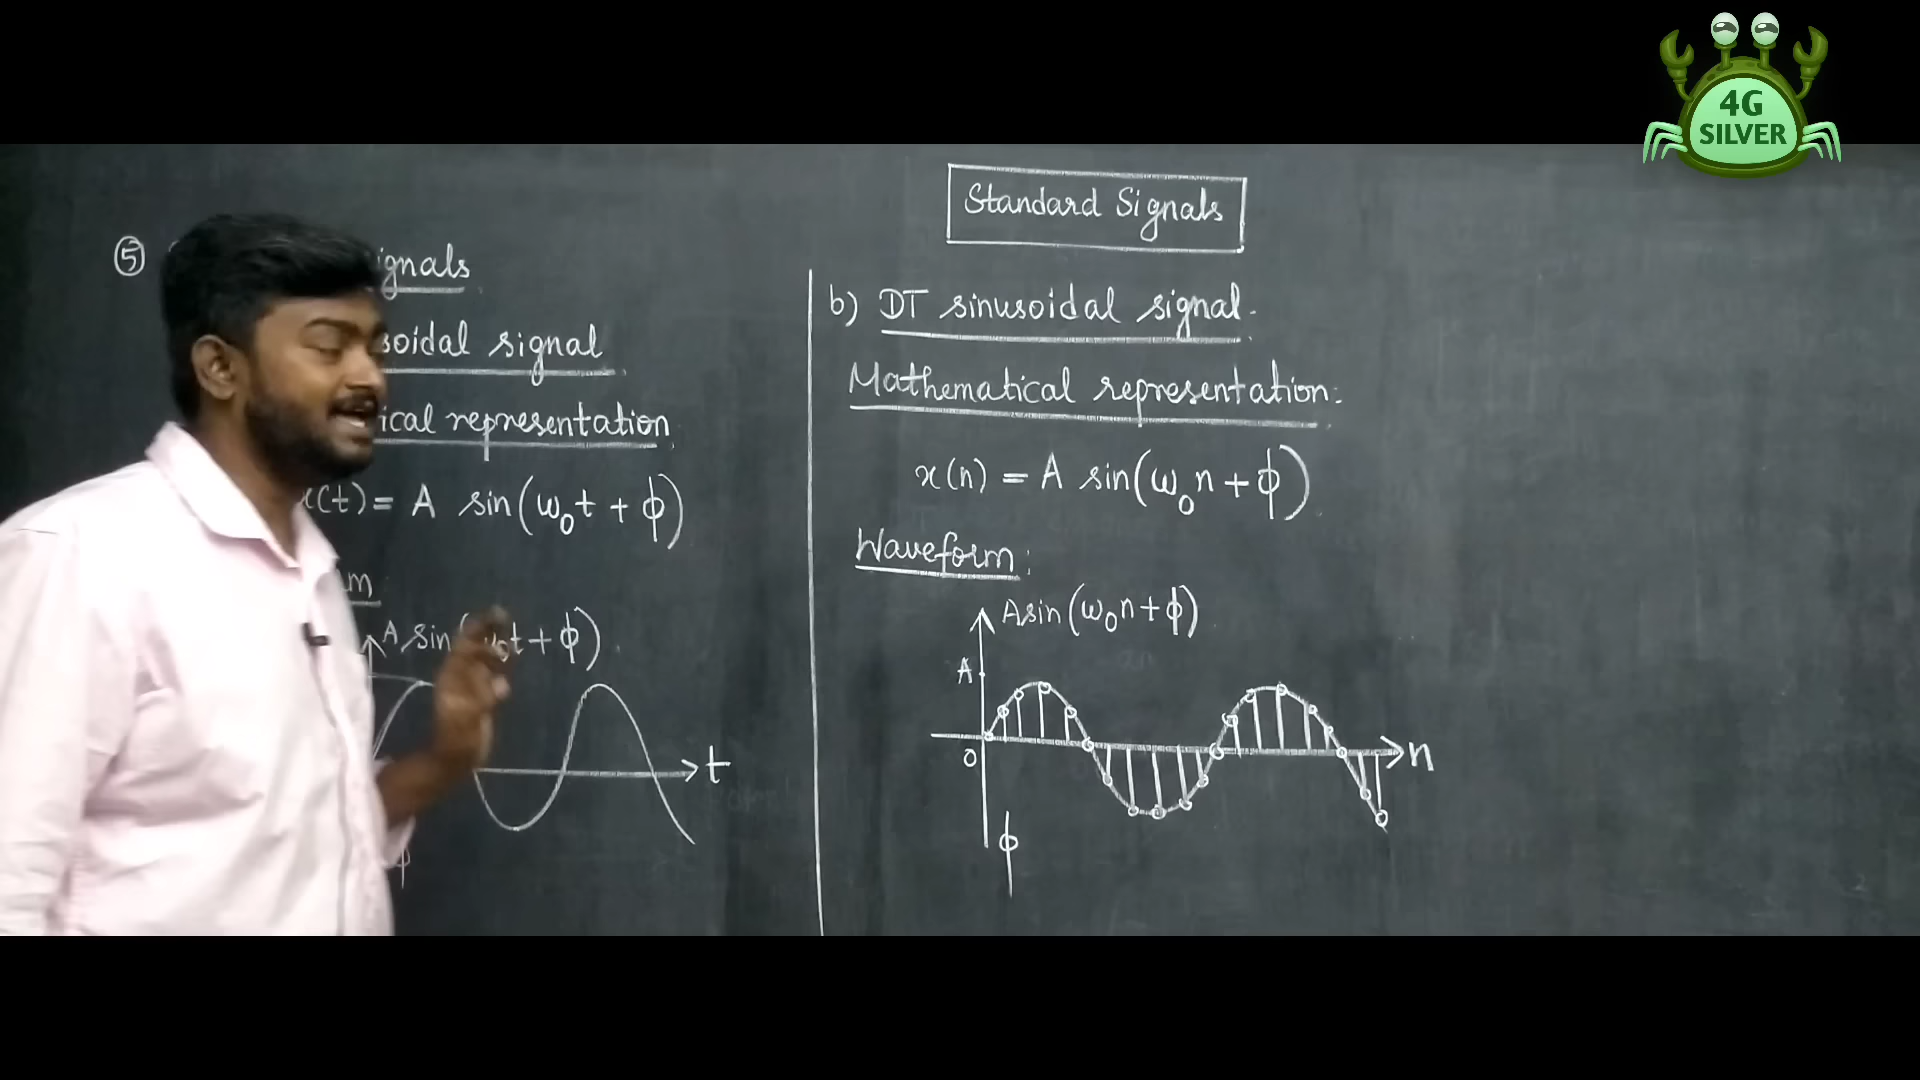 4G
SILVER
Standard Signals
⑤ ignals
soidal signal
ical representation
x(t) = A sin(ω₀t + ϕ)
m
A sin(ω₀t + ϕ)
t
ϕ
b) DT sinusoidal signal.
Mathematical representation:
x(n) = A sin(ω₀n + ϕ)
Waveform:
A sin(ω₀n + ϕ)
A
0
n
ϕ